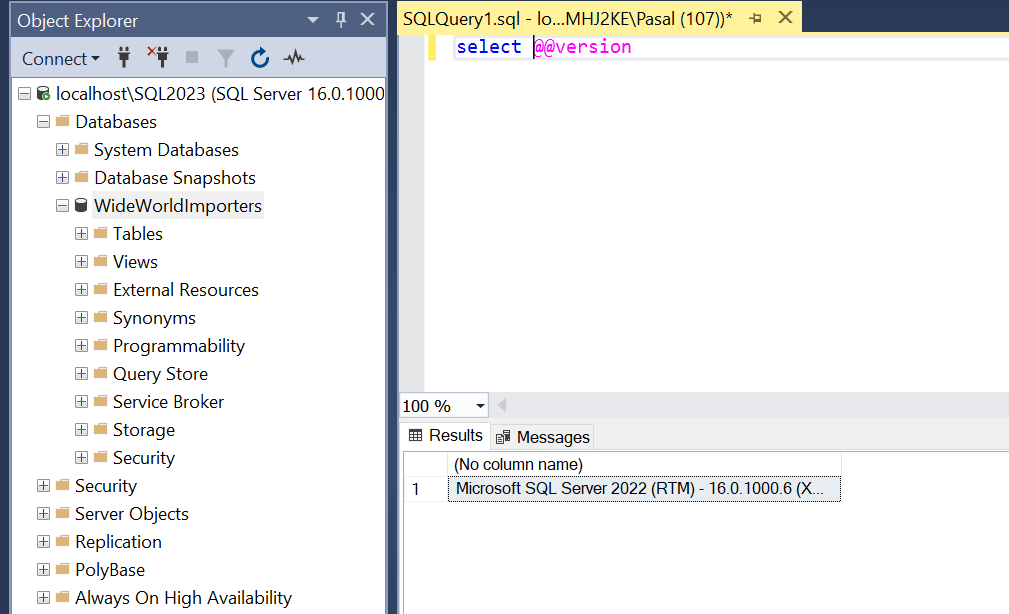 Object Explorer
Connect
localhost\SQL2023 (SQL Server 16.0.1000
Databases
System Databases
Database Snapshots
WideWorldImporters
Tables
Views
External Resources
Synonyms
Programmability
Query Store
Service Broker
Storage
Security
Security
Server Objects
Replication
PolyBase
Always On High Availability
SQLQuery1.sql - lo...MHJ2KE\Pasal (107))*
select @@version
100 %
Results
Messages
(No column name)
1
Microsoft SQL Server 2022 (RTM) - 16.0.1000.6 (X...